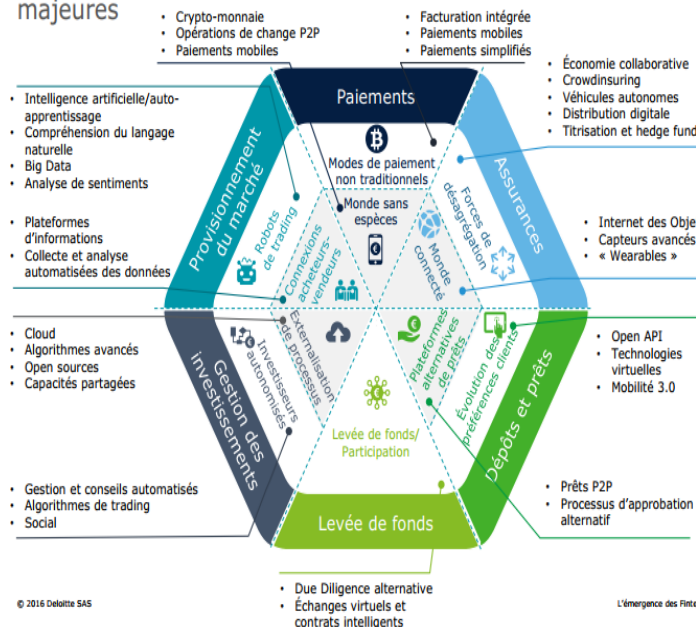 majeures
• Crypto-monnaie
• Opérations de change P2P
• Paiements mobiles
• Facturation intégrée
• Paiements mobiles
• Paiements simplifiés
• Économie collaborative
• Crowdinsuring
• Véhicules autonomes
• Distribution digitale
• Titrisation et hedge fund
• Intelligence artificielle/auto-
apprentissage
• Compréhension du langage
naturelle
• Big Data
• Analyse de sentiments
• Plateformes
d'informations
• Collecte et analyse
automatisées des données
Paiements
Modes de paiement
non traditionnels
Monde sans
espèces
Provisionnement
du marché
Robots
de trading
Connexions
acheteurs-
vendeurs
Assurances
Forces de
désagrégation
Monde
connecté
• Internet des Obje
• Capteurs avancés
• « Wearables »
• Cloud
• Algorithmes avancés
• Open sources
• Capacités partagées
Gestion des
investissements
Investisseurs
autonomisés
Externalisation
de processus
Plateformes
alternatives
de prêts
Évolution des
préférences clients
Dépôts et prêts
• Open API
• Technologies
virtuelles
• Mobilité 3.0
Levée de fonds/
Participation
Levée de fonds
• Gestion et conseils automatisés
• Algorithmes de trading
• Social
• Prêts P2P
• Processus d'approbation
alternatif
• Due Diligence alternative
• Échanges virtuels et
contrats intelligents
© 2016 Deloitte SAS
L'émergence des Finte